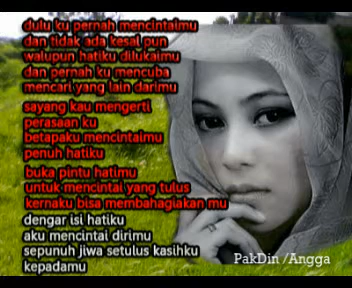 dulu ku pernah mencintaimu
dan tidak ada kesal pun
walupun hatiku dilukaimu
dan pernah ku mencuba
mencari yang lain darimu
sayang kau mengerti
perasaan ku
betapaku mencintaimu
penuh hatiku
buka pintu hatimu
untuk mencintai yang tulus
kernaku bisa membahagiakan mu
dengar isi hatiku
aku mencintai dirimu
sepunuh jiwa setulus kasihku
kepadamu
PakDin /Angga